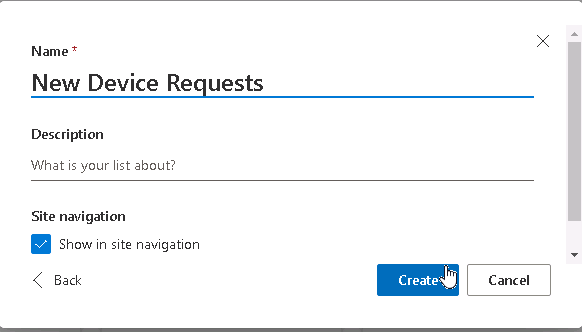 Name *
New Device Requests
Description
What is your list about?
Site navigation
Show in site navigation
Back
Create
Cancel